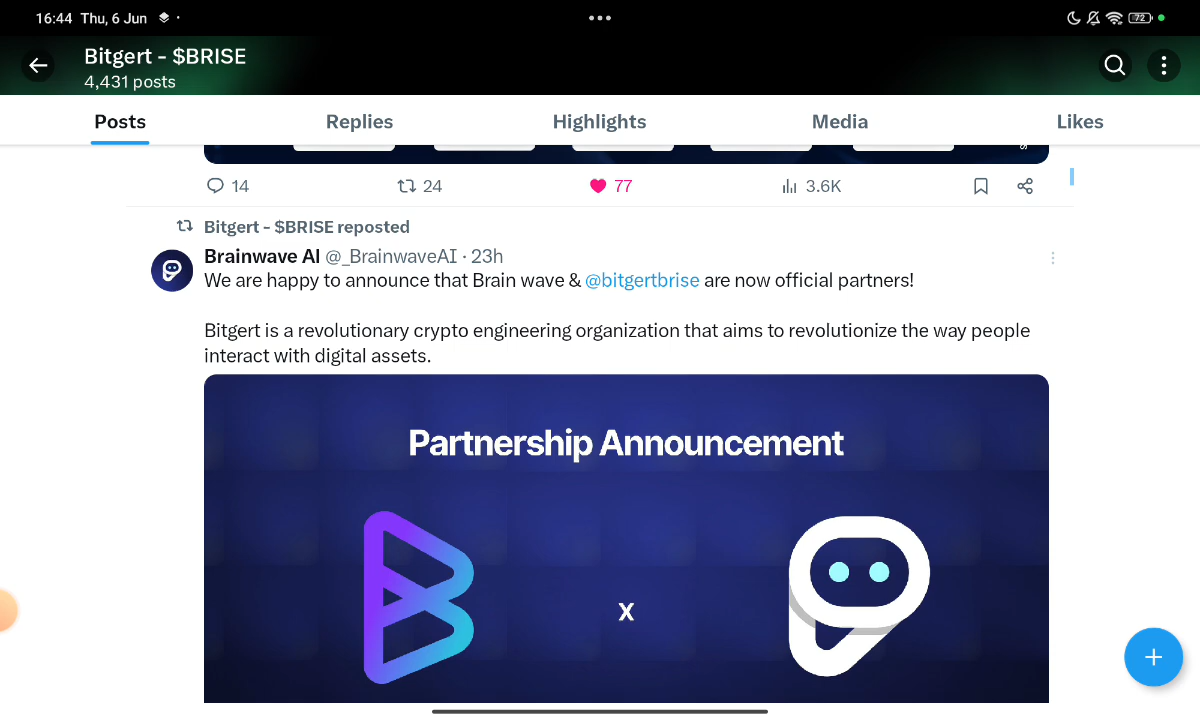 16:44 Thu, 6 Jun
72
Bitgert - $BRISE
4,431 posts
Posts Replies Highlights Media Likes
14 24 77 3.6K
Bitgert - $BRISE reposted
Brainwave AI @_BrainwaveAI · 23h
We are happy to announce that Brain wave & @bitgertbrise are now official partners!
Bitgert is a revolutionary crypto engineering organization that aims to revolutionize the way people
interact with digital assets.
Partnership Announcement
X